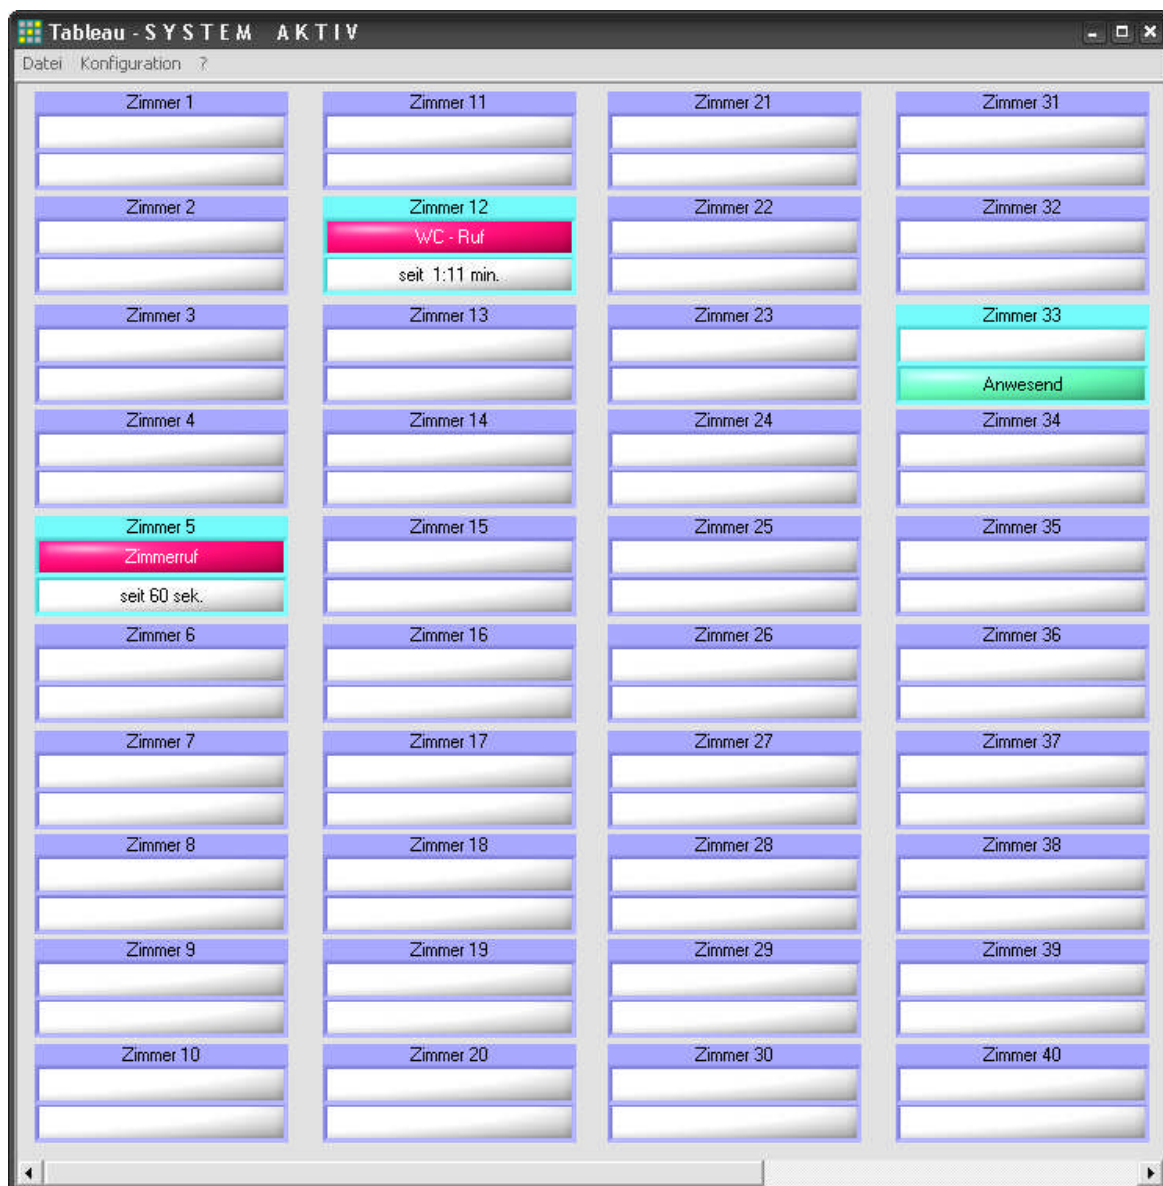 Tableau - S Y S T E M A K T I V
Datei Konfiguration ?
Zimmer 1 Zimmer 11 Zimmer 21 Zimmer 31
Zimmer 2 Zimmer 12 Zimmer 22 Zimmer 32
WC - Ruf
seit 1:11 min.
Zimmer 3 Zimmer 13 Zimmer 23 Zimmer 33
Anwesend
Zimmer 4 Zimmer 14 Zimmer 24 Zimmer 34
Zimmer 5 Zimmer 15 Zimmer 25 Zimmer 35
Zimmerruf
seit 60 sek.
Zimmer 6 Zimmer 16 Zimmer 26 Zimmer 36
Zimmer 7 Zimmer 17 Zimmer 27 Zimmer 37
Zimmer 8 Zimmer 18 Zimmer 28 Zimmer 38
Zimmer 9 Zimmer 19 Zimmer 29 Zimmer 39
Zimmer 10 Zimmer 20 Zimmer 30 Zimmer 40